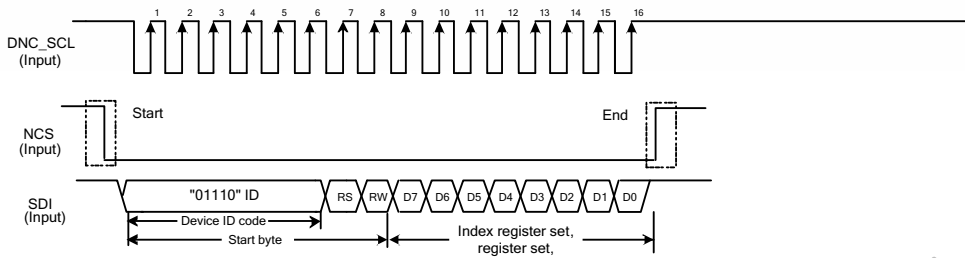 1 2 3 4 5 6 7 8 9 10 11 12 13 14 15 16
DNC_SCL
(Input)
Start
End
NCS
(Input)
SDI
(Input)
"01110" ID
RS RW D7 D6 D5 D4 D3 D2 D1 D0
Device ID code
Start byte
Index register set,
register set,